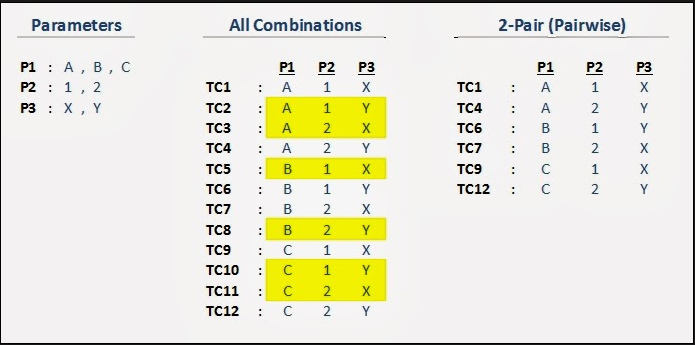 Parameters
P1 : A , B , C
P2 : 1 , 2
P3 : X , Y
All Combinations
P1 P2 P3
TC1 : A 1 X
TC2 : A 1 Y
TC3 : A 2 X
TC4 : A 2 Y
TC5 : B 1 X
TC6 : B 1 Y
TC7 : B 2 X
TC8 : B 2 Y
TC9 : C 1 X
TC10 : C 1 Y
TC11 : C 2 X
TC12 : C 2 Y
2-Pair (Pairwise)
P1 P2 P3
TC1 : A 1 X
TC4 : A 2 Y
TC6 : B 1 Y
TC7 : B 2 X
TC9 : C 1 X
TC12 : C 2 Y